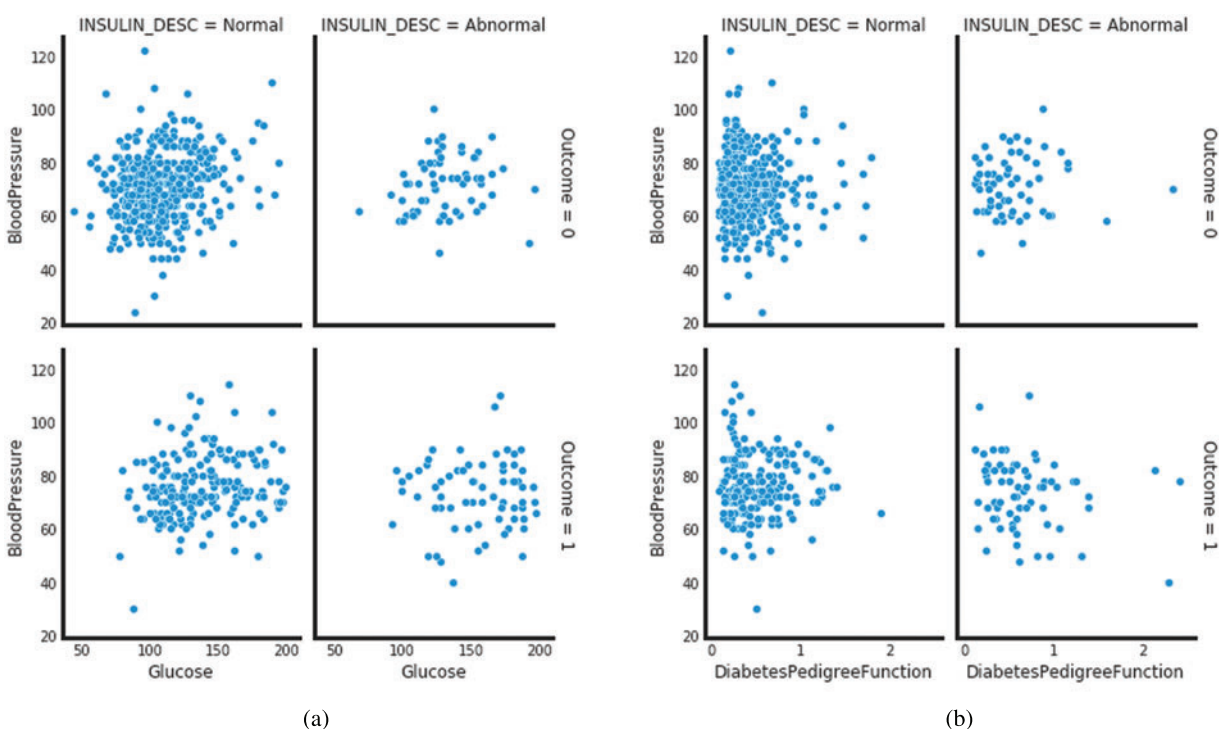 INSULIN_DESC = Normal
INSULIN_DESC = Abnormal
120
100
80
60
40
20
BloodPressure
Outcome = 0
120
100
80
60
40
20
BloodPressure
Outcome = 1
50
100
150
200
Glucose
50
100
150
200
Glucose
(a)
INSULIN_DESC = Normal
INSULIN_DESC = Abnormal
120
100
80
60
40
20
BloodPressure
Outcome = 0
120
100
80
60
40
20
BloodPressure
Outcome = 1
0
1
2
DiabetesPedigreeFunction
0
1
2
DiabetesPedigreeFunction
(b)